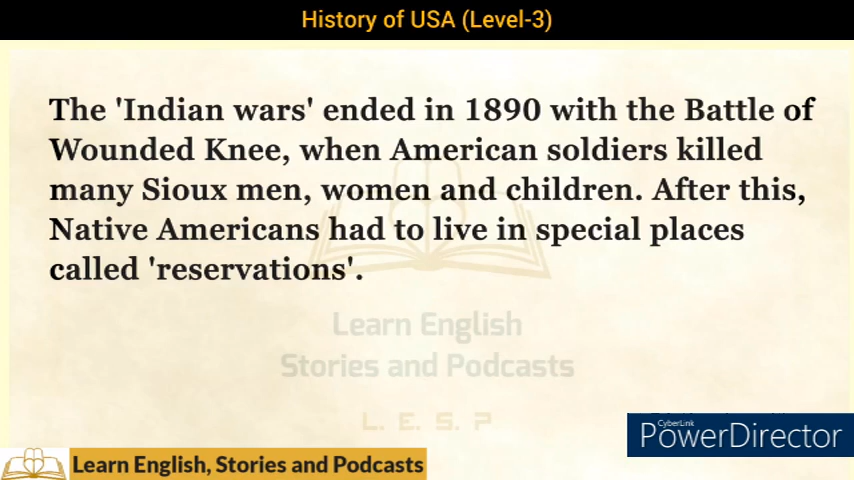 History of USA (Level-3)
The 'Indian wars' ended in 1890 with the Battle of
Wounded Knee, when American soldiers killed
many Sioux men, women and children. After this,
Native Americans had to live in special places
called 'reservations'.
Learn English
Stories and Podcasts
L. E. S. P
CyberLink
PowerDirector
Learn English, Stories and Podcasts